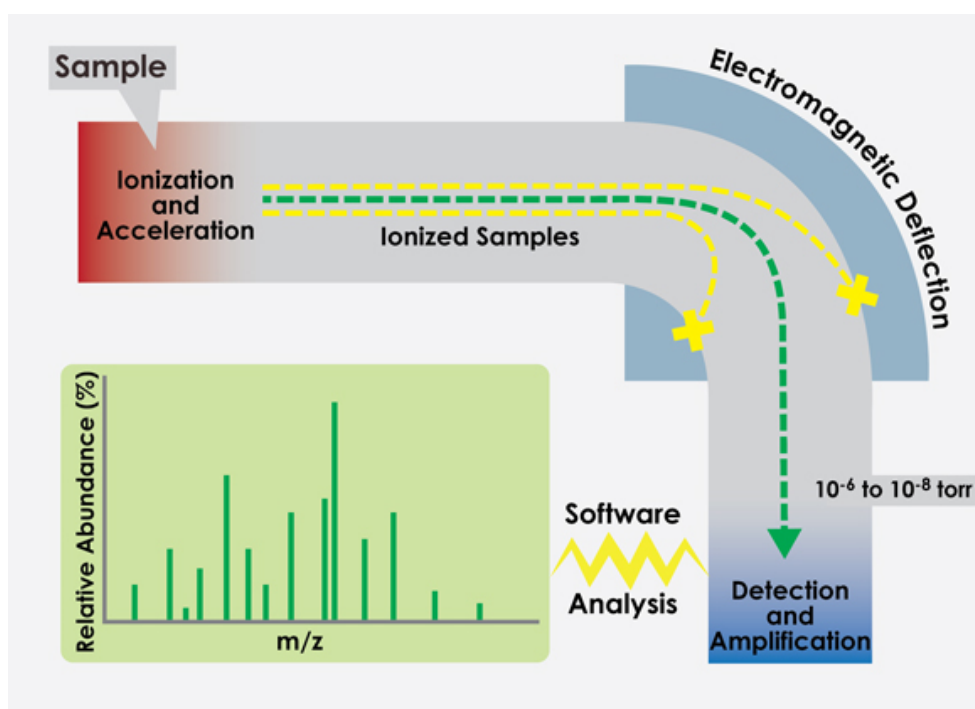 Sample
Electromagnetic Deflection
Ionization
and
Acceleration
Ionized Samples
10⁻⁶ to 10⁻⁸ torr
Relative Abundance (%)
m/z
Software
Analysis
Detection
and
Amplification